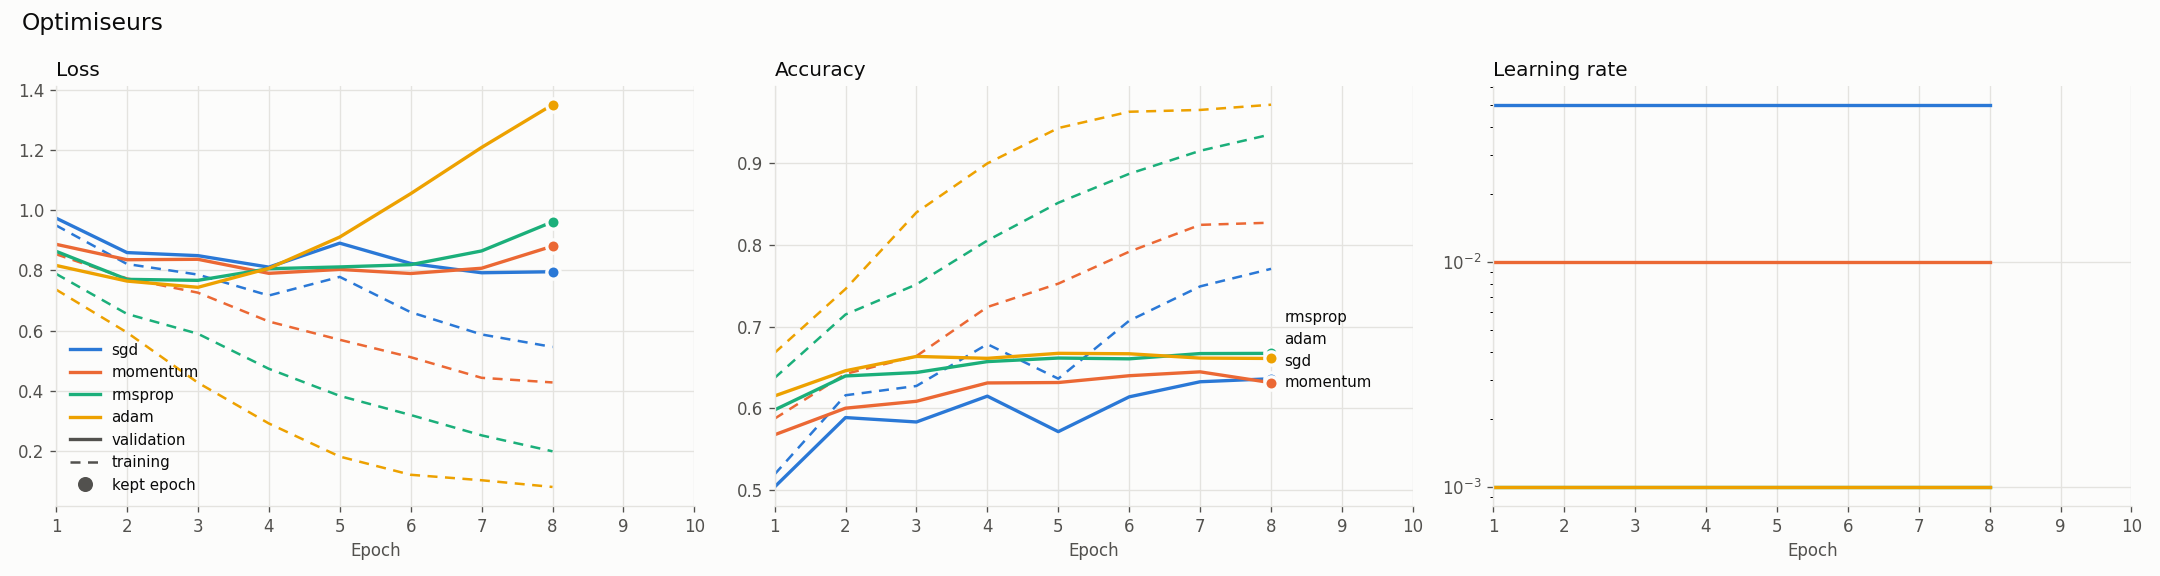 Optimiseurs
Loss
1.4
1.2
1.0
0.8
0.6
0.4
0.2
sgd
momentum
rmsprop
adam
validation
training
kept epoch
1 2 3 4 5 6 7 8 9 10
Epoch
Accuracy
0.9
0.8
0.7
0.6
0.5
rmsprop
adam
sgd
momentum
1 2 3 4 5 6 7 8 9 10
Epoch
Learning rate
10⁻²
10⁻³
1 2 3 4 5 6 7 8 9 10
Epoch